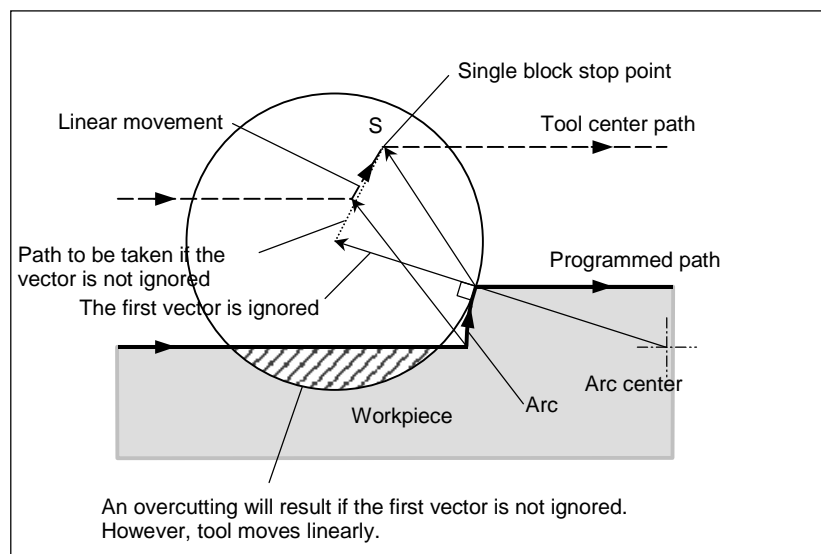 Single block stop point
Linear movement
S
Tool center path
Path to be taken if the
vector is not ignored
Programmed path
The first vector is ignored
Arc center
Arc
Workpiece
An overcutting will result if the first vector is not ignored.
However, tool moves linearly.